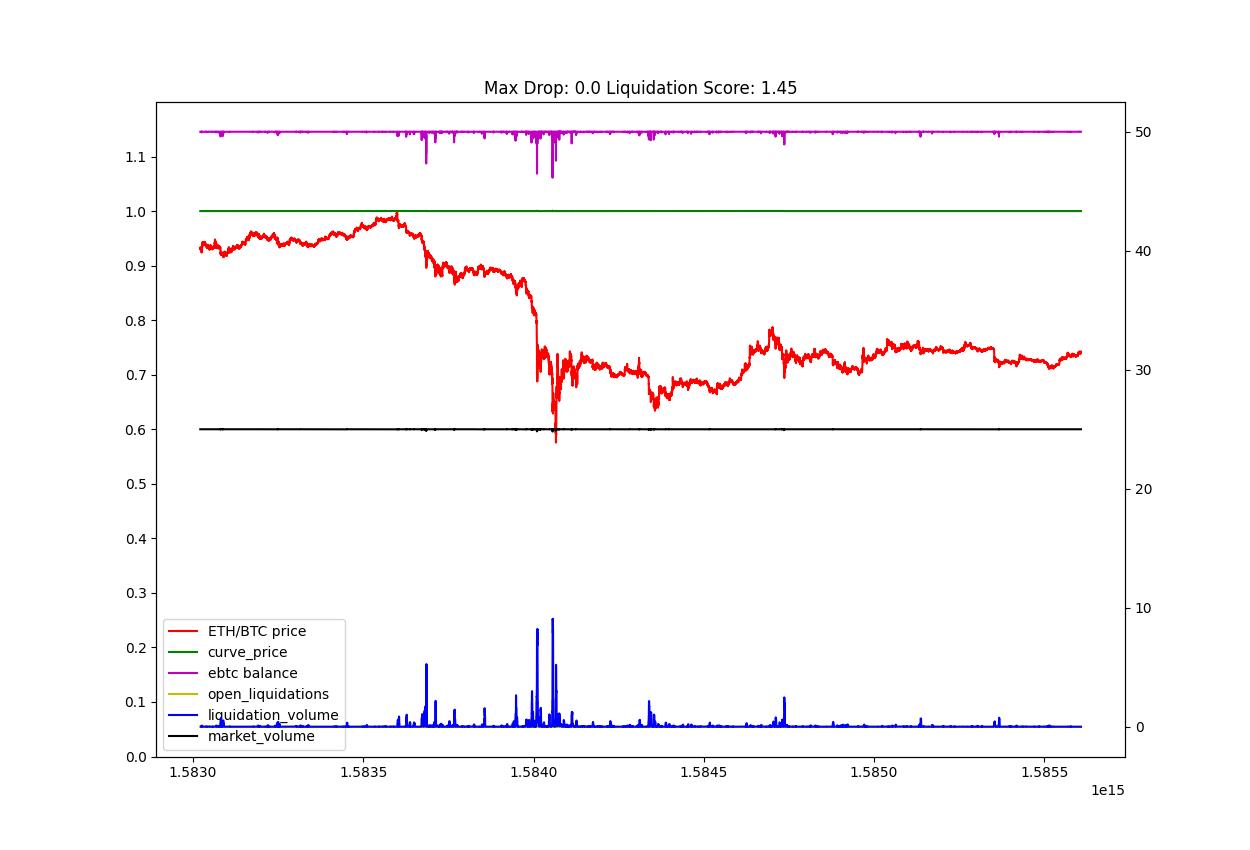 Max Drop: 0.0 Liquidation Score: 1.45
1.1
1.0
0.9
0.8
0.7
0.6
0.5
0.4
0.3
0.2
0.1
0.0
50
40
30
20
10
0
ETH/BTC price
curve_price
ebtc balance
open_liquidations
liquidation_volume
market_volume
1.5830 1.5835 1.5840 1.5845 1.5850 1.5855
1e15